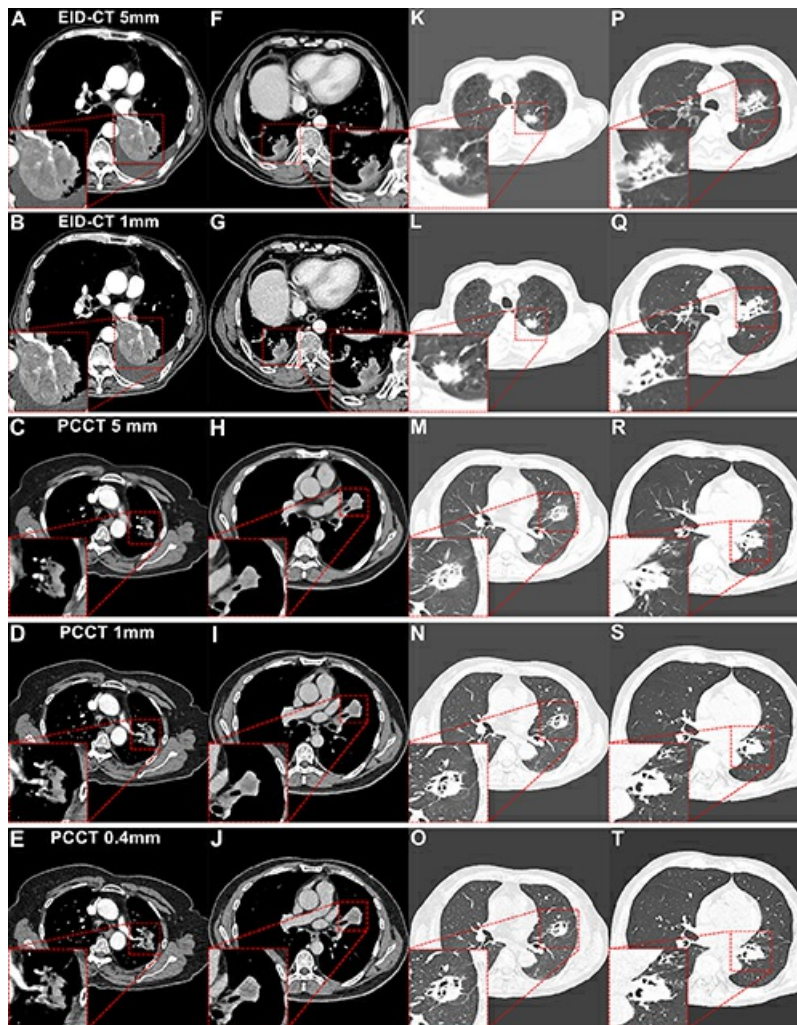 A EID-CT 5mm F K P
B EID-CT 1mm G L Q
C PCCT 5 mm H M R
D PCCT 1mm I N S
E PCCT 0.4mm J O T